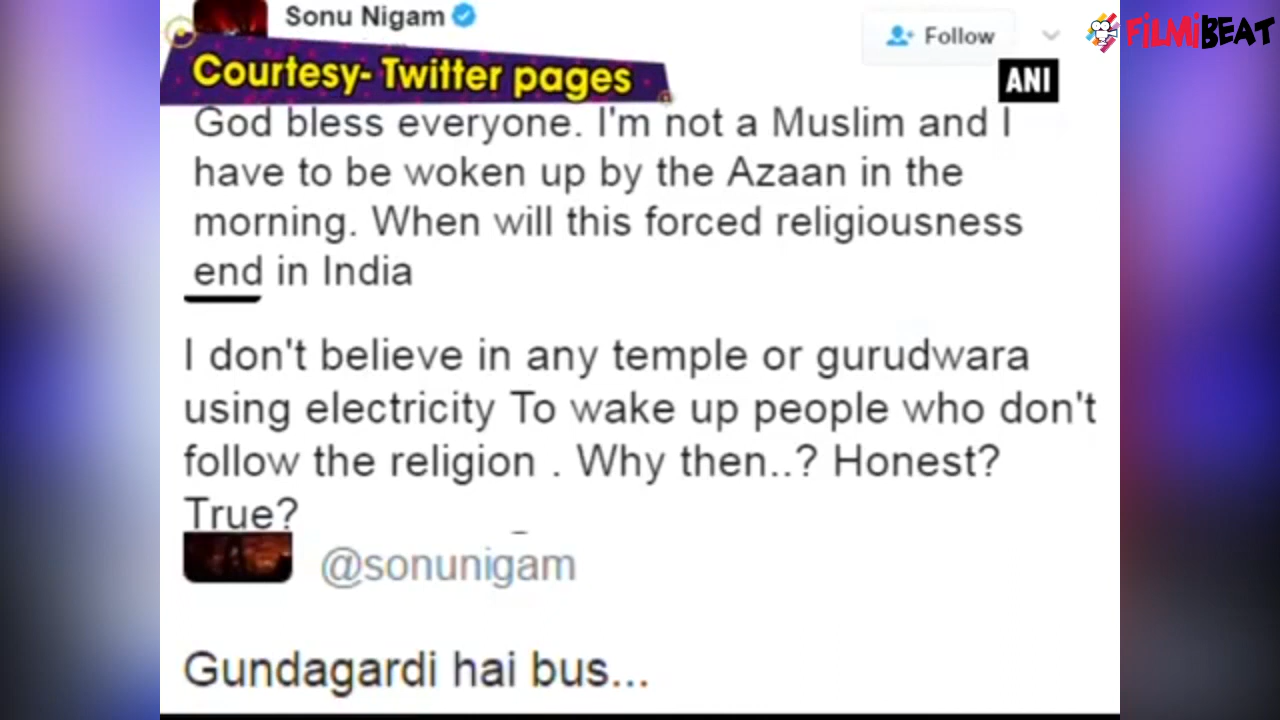 Sonu Nigam
Follow
FiLMiBEAT
Courtesy- Twitter pages
ANI
God bless everyone. I'm not a Muslim and I
have to be woken up by the Azaan in the
morning. When will this forced religiousness
end in India
I don't believe in any temple or gurudwara
using electricity To wake up people who don't
follow the religion . Why then..? Honest?
True?
@sonunigam
Gundagardi hai bus...